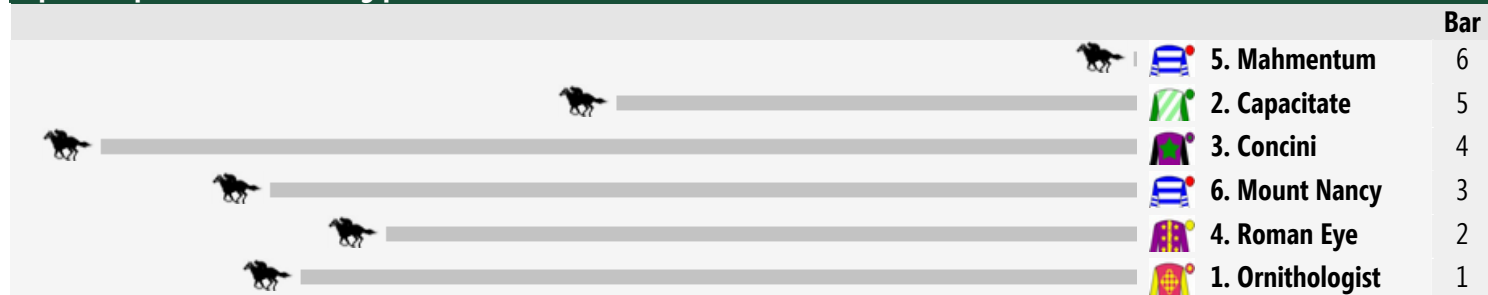 Bar
5. Mahmentum 6
2. Capacitate 5
3. Concini 4
6. Mount Nancy 3
4. Roman Eye 2
1. Ornithologist 1